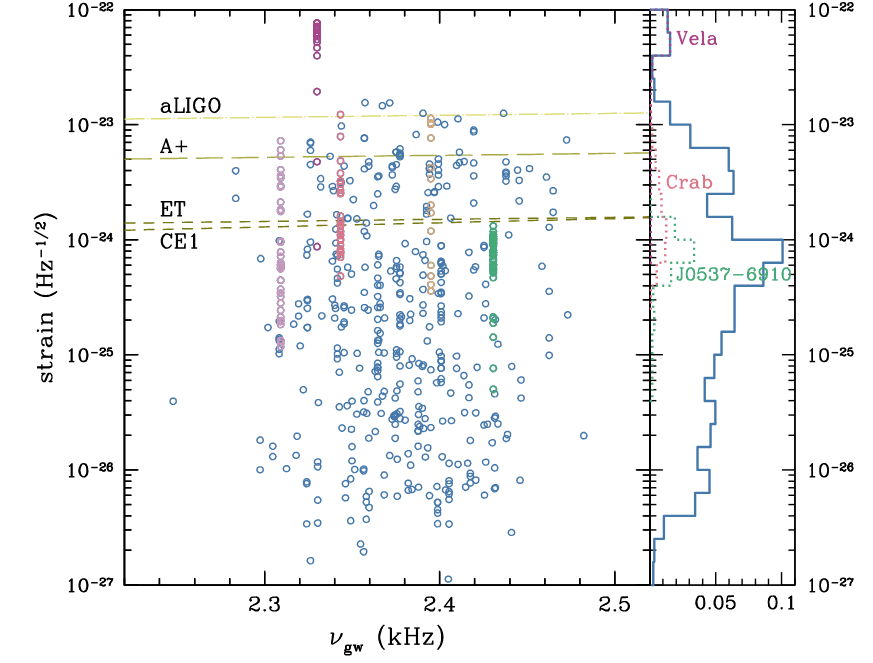 10⁻²² 10⁻²²
Vela
aLIGO
10⁻²³ 10⁻²³
A+
Crab
ET
10⁻²⁴ 10⁻²⁴
CE1
J0537-6910
strain (Hz⁻¹/²)
10⁻²⁵ 10⁻²⁵
10⁻²⁶ 10⁻²⁶
10⁻²⁷ 10⁻²⁷
2.3 2.4 2.5 0.05 0.1
νgw (kHz)